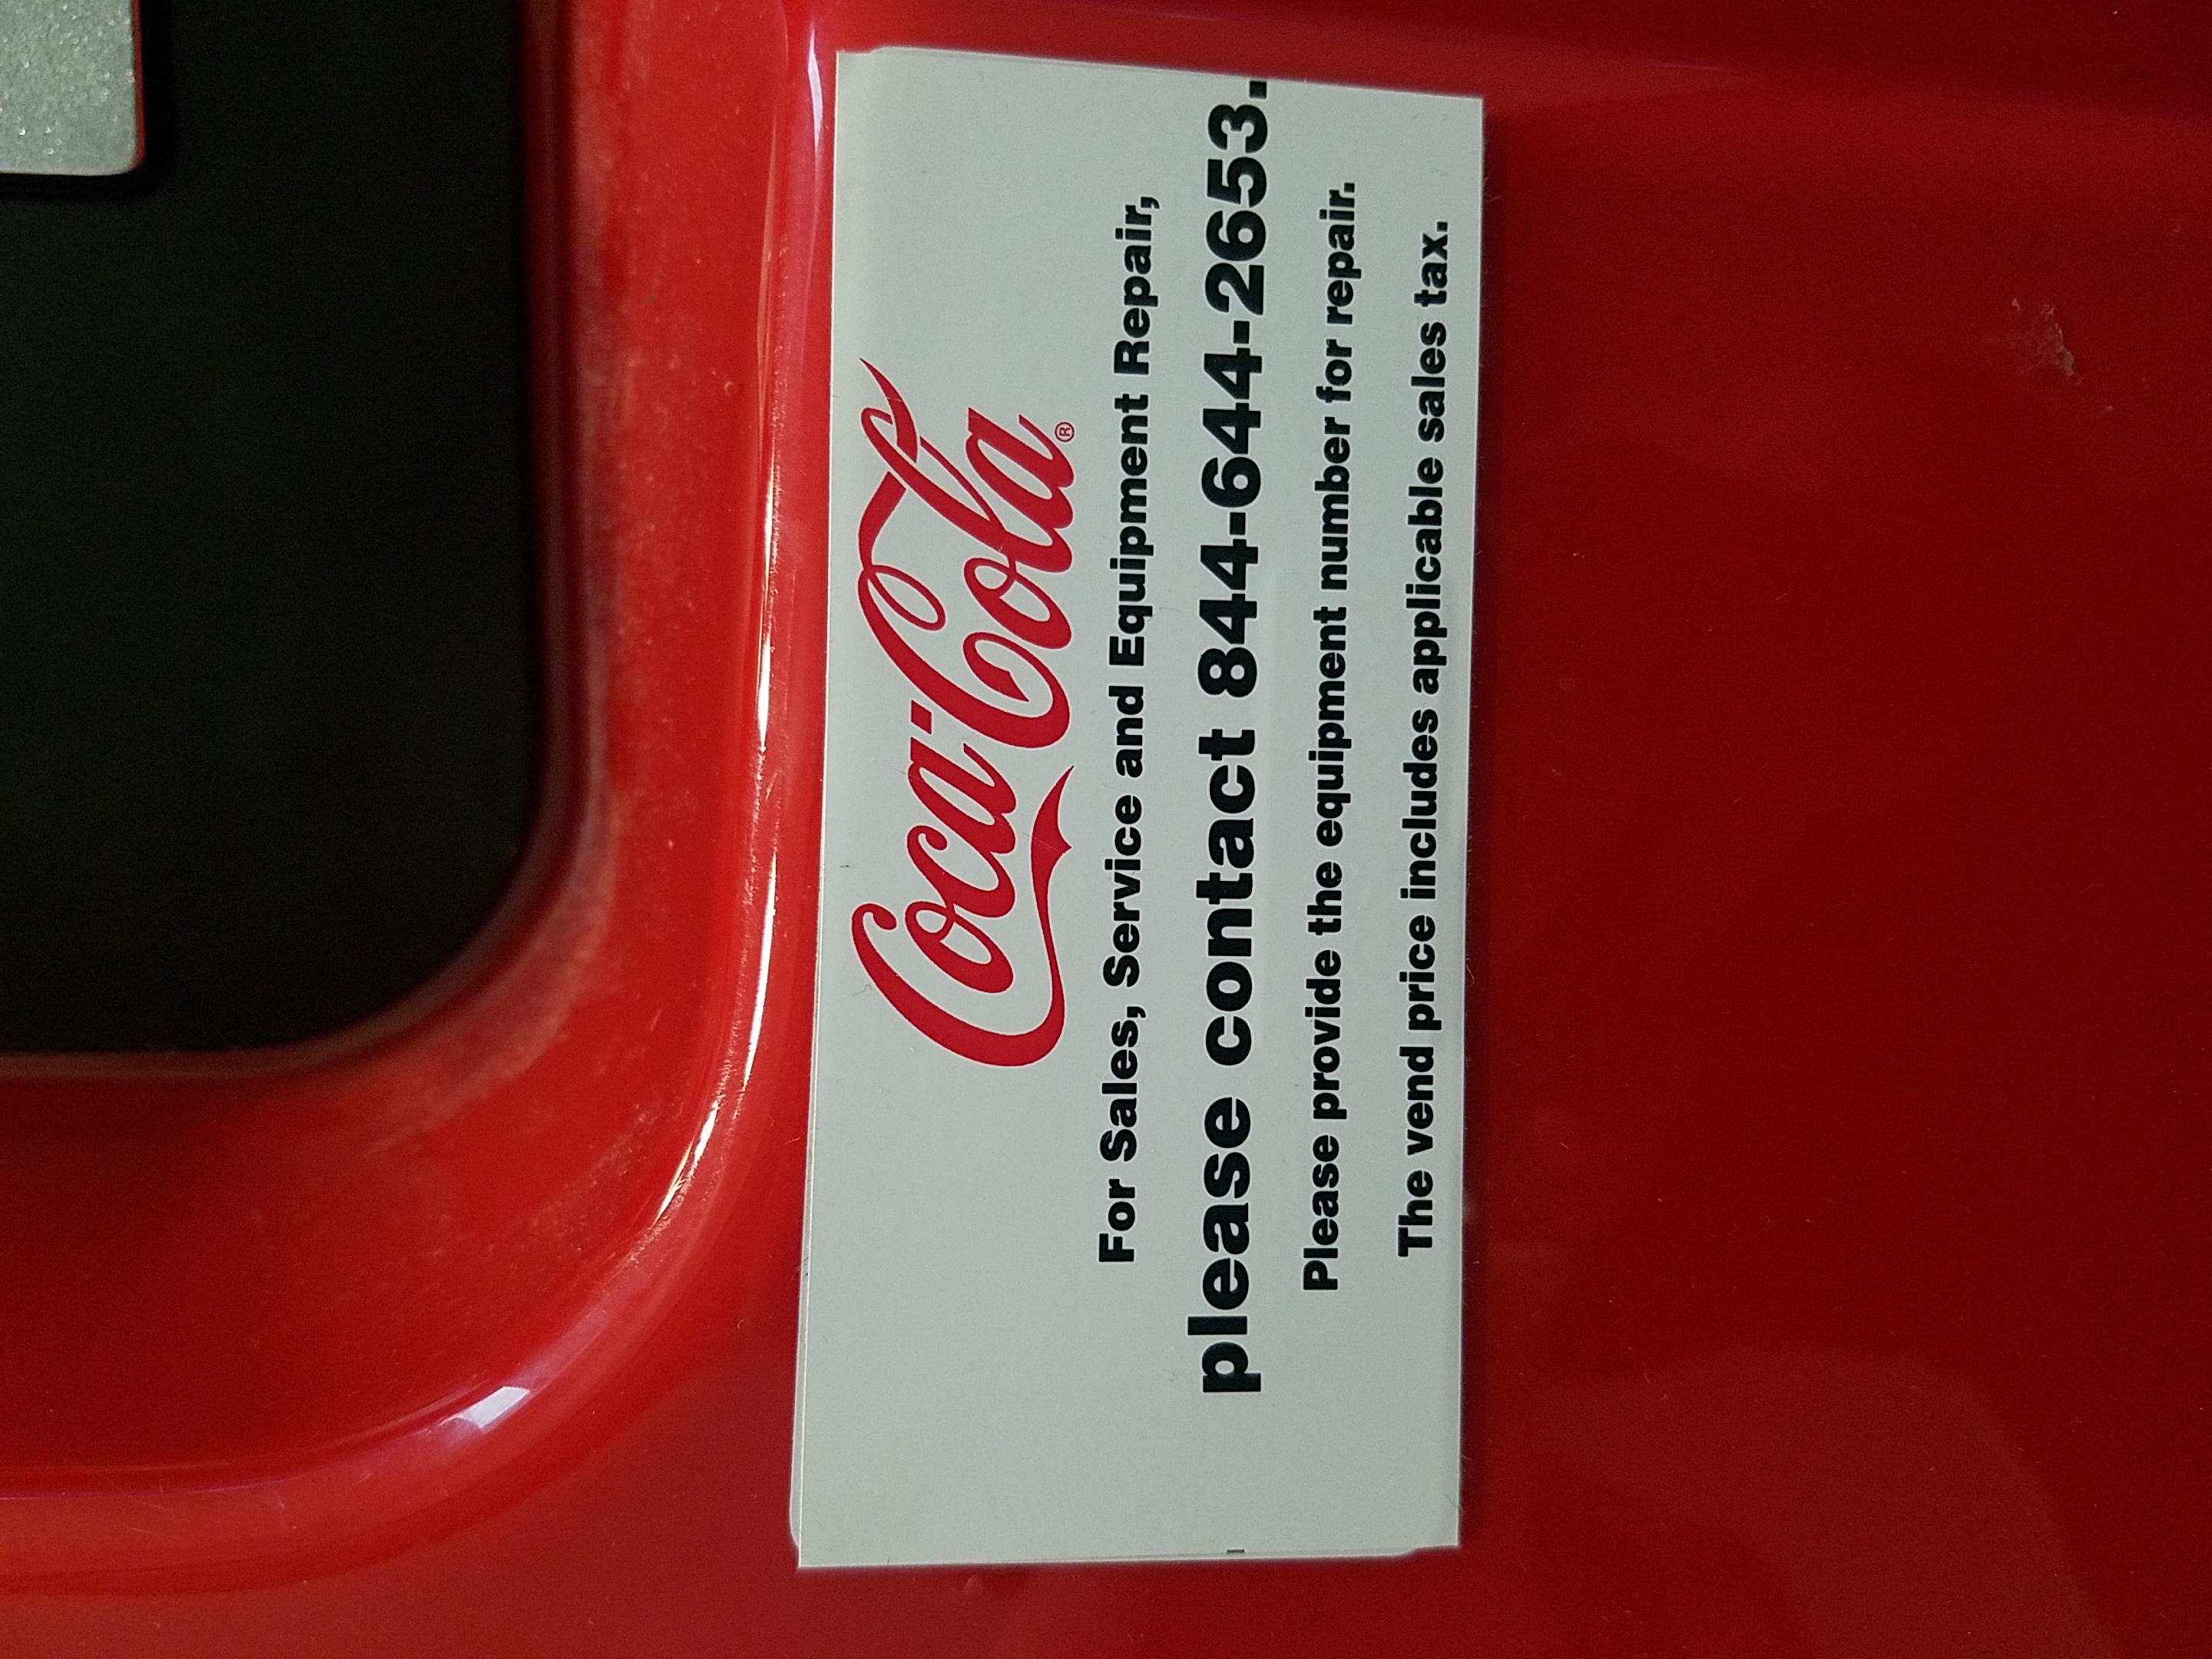 Coca-Cola®
For Sales, Service and Equipment Repair,
please contact 844-644-2653.
Please provide the equipment number for repair.
The vend price includes applicable sales tax.